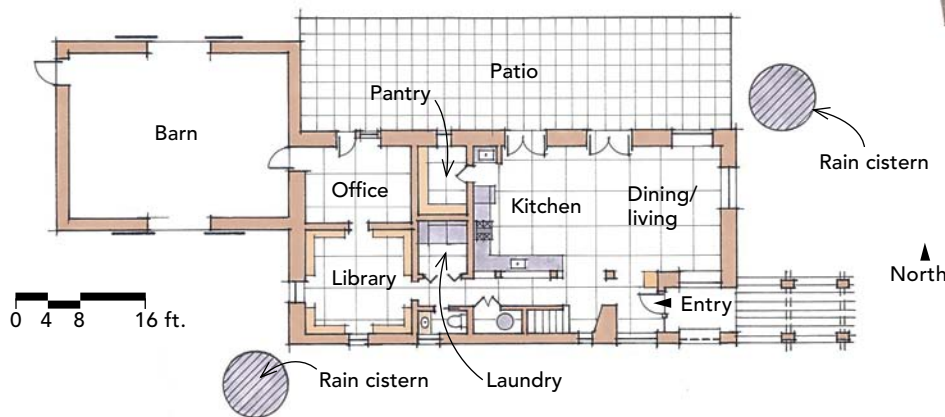 Patio
Pantry
Barn
Rain cistern
Office
Kitchen
Dining/
living
Library
North
Entry
0 4 8 16 ft.
Rain cistern
Laundry